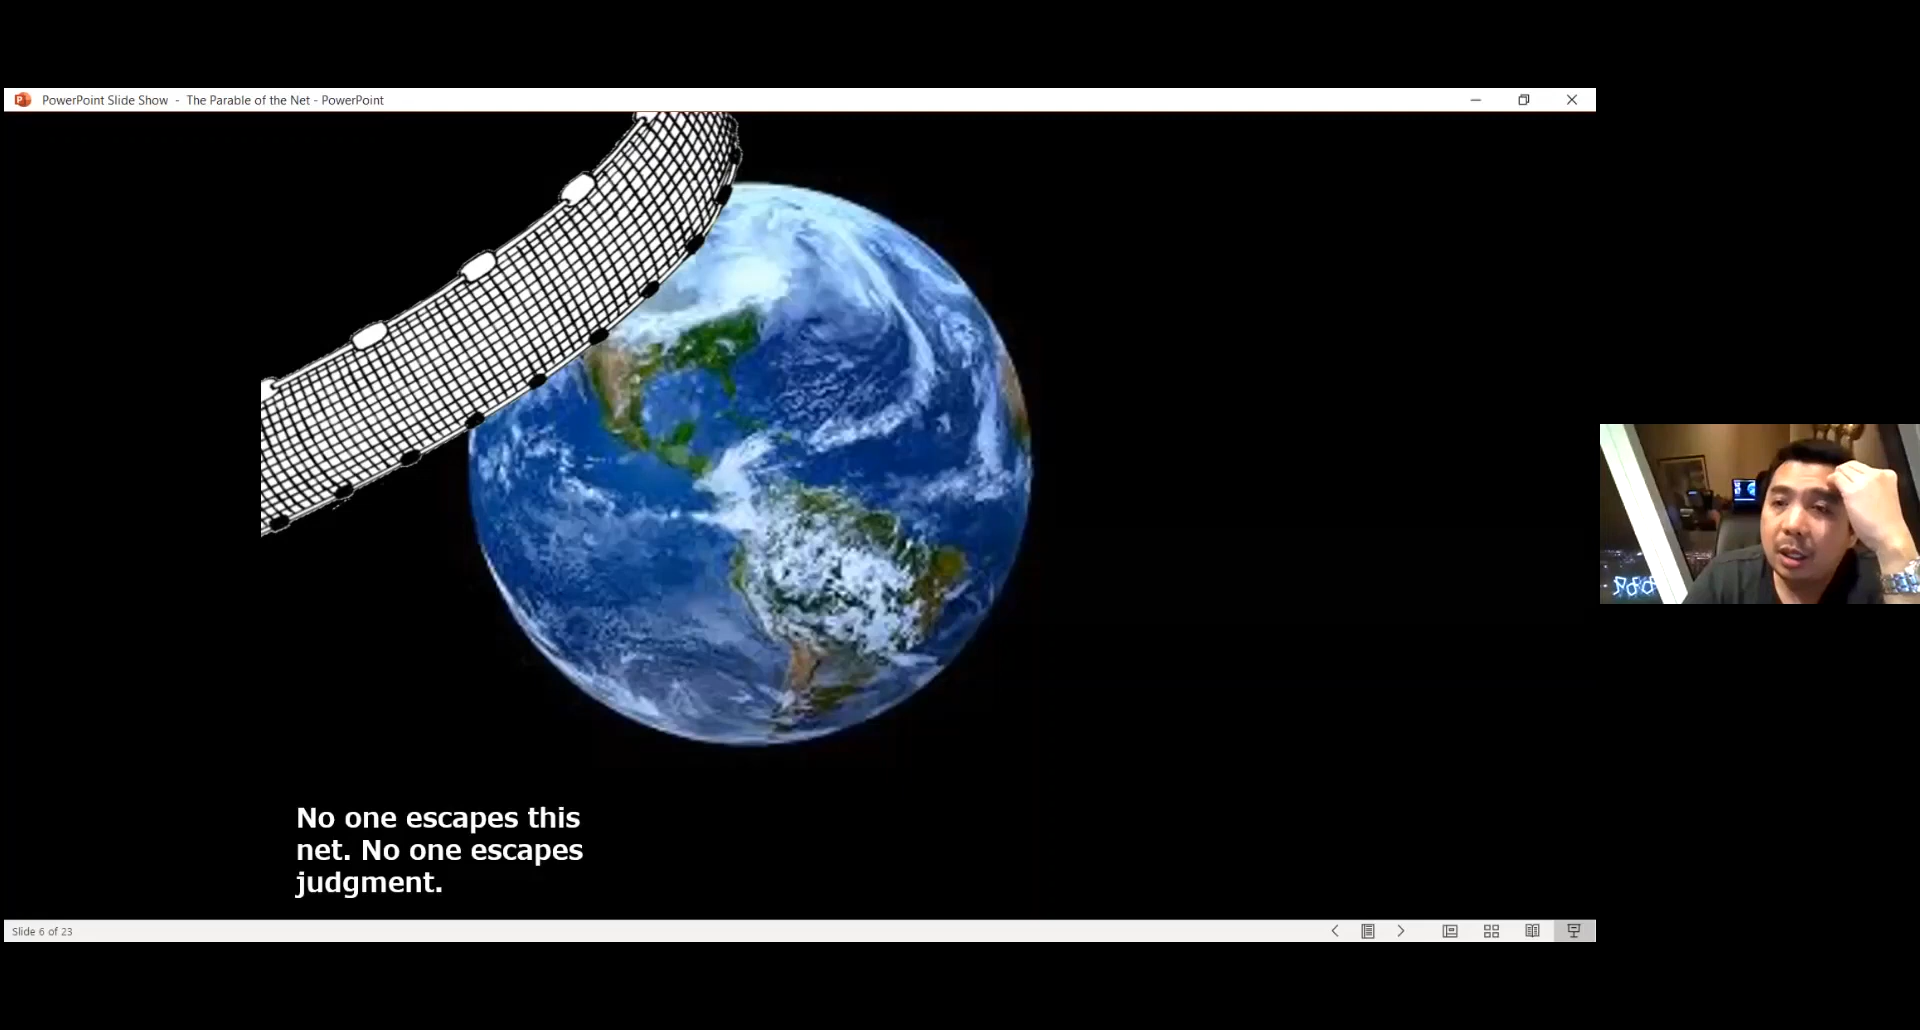 PowerPoint Slide Show - The Parable of the Net - PowerPoint
No one escapes this
net. No one escapes
judgment.
Slide 6 of 23